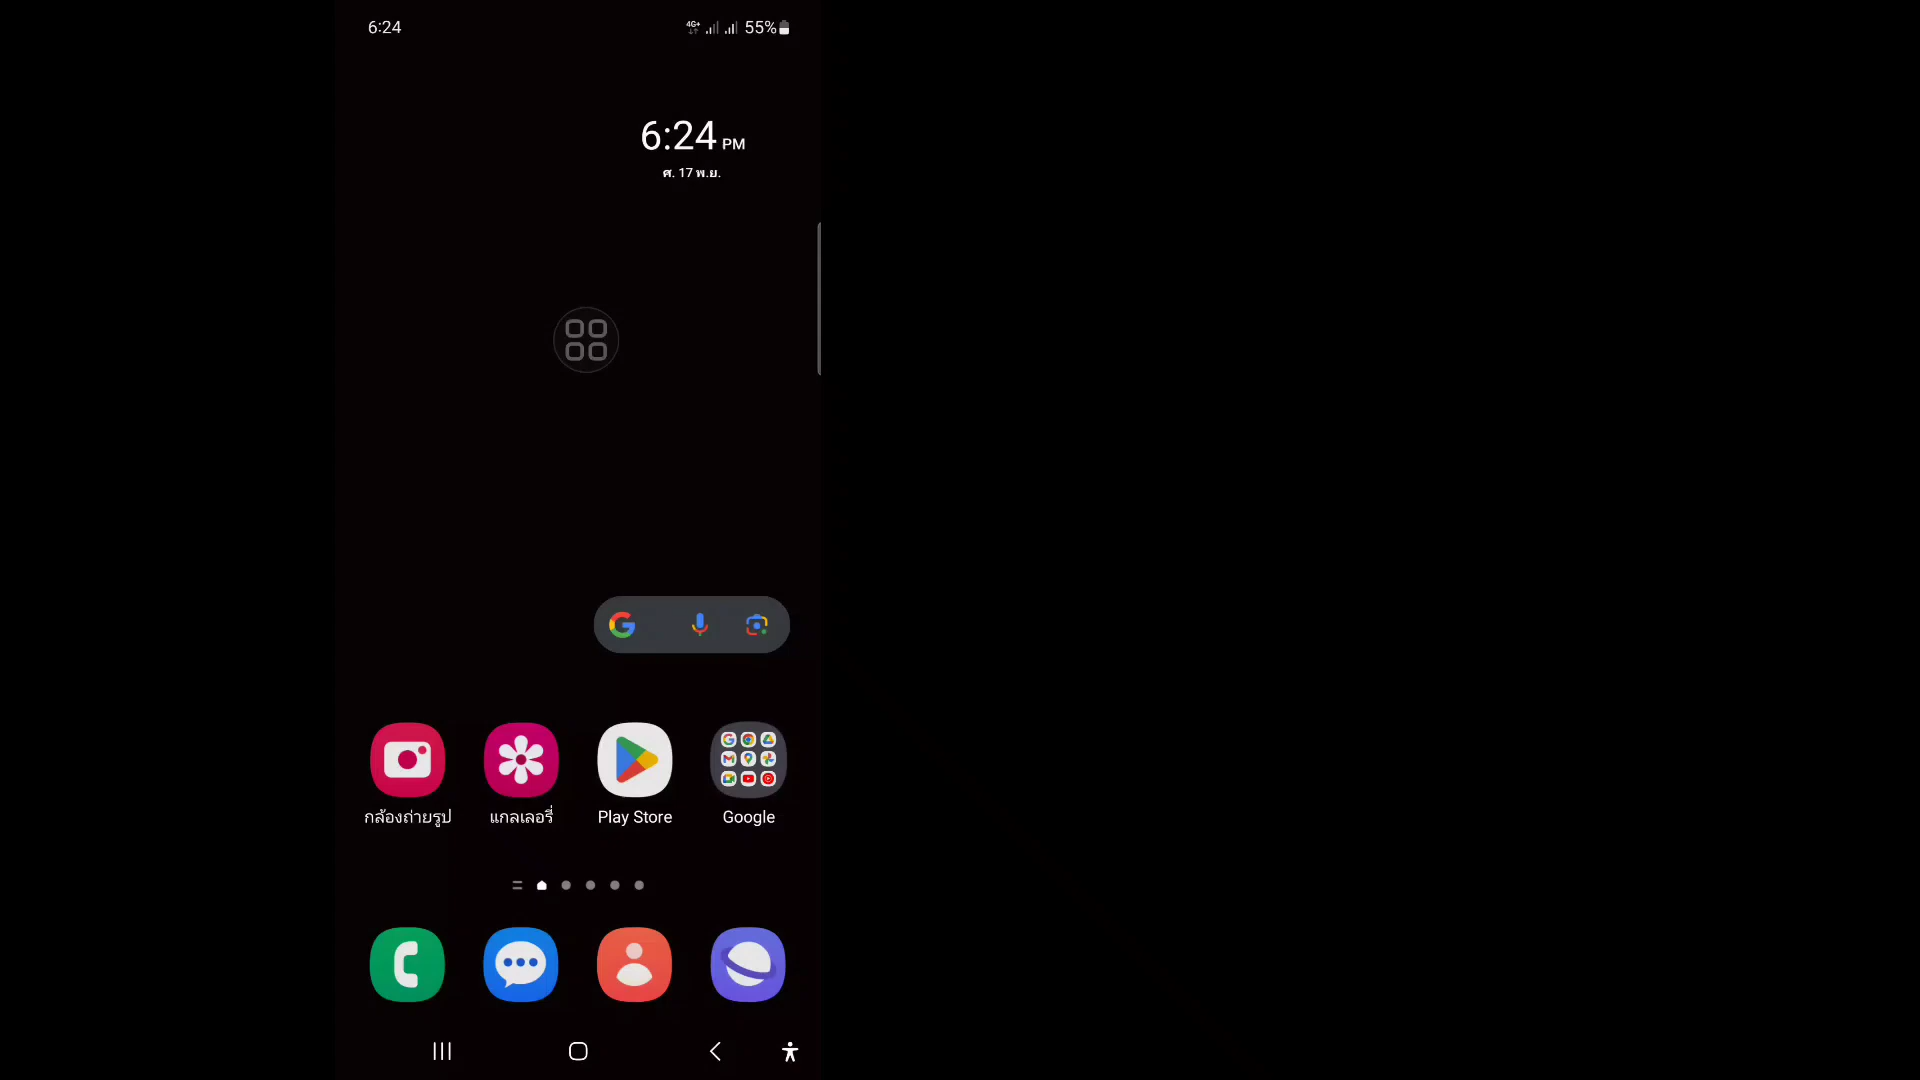 6:24
4G+ 55%
6:24 PM
ศ. 17 พ.ย.
กล้องถ่ายรูป
แกลเลอรี่
Play Store
Google